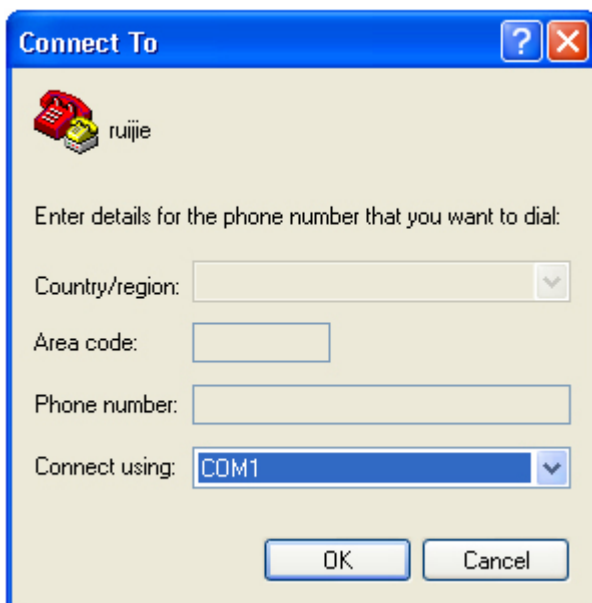 Connect To
ruijie
Enter details for the phone number that you want to dial:
Country/region:
Area code:
Phone number:
Connect using: COM1
OK Cancel